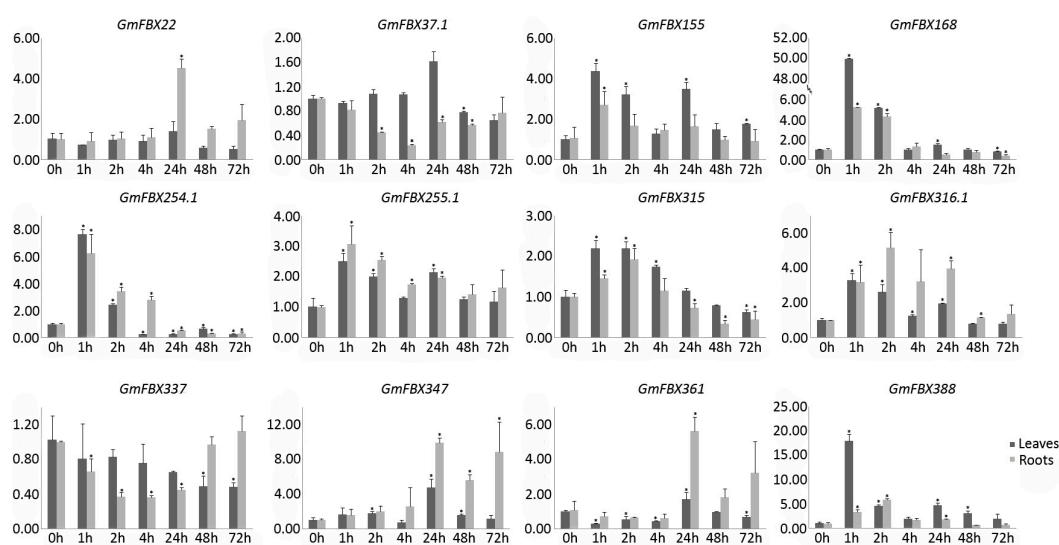 GmFBX22
6.00
4.00
2.00
0.00
0h 1h 2h 4h 24h 48h 72h
GmFBX37.1
2.00
1.60
1.20
0.80
0.40
0.00
0h 1h 2h 4h 24h 48h 72h
GmFBX155
6.00
4.00
2.00
0.00
0h 1h 2h 4h 24h 48h 72h
GmFBX168
52.00
50.00
48.00
6.00
4.00
2.00
0.00
0h 1h 2h 4h 24h 48h 72h
GmFBX254.1
8.00
6.00
4.00
2.00
0.00
0h 1h 2h 4h 24h 48h 72h
GmFBX255.1
4.00
3.00
2.00
1.00
0.00
0h 1h 2h 4h 24h 48h 72h
GmFBX315
3.00
2.00
1.00
0.00
0h 1h 2h 4h 24h 48h 72h
GmFBX316.1
6.00
4.00
2.00
0.00
0h 1h 2h 4h 24h 48h 72h
GmFBX337
1.20
0.80
0.40
0.00
0h 1h 2h 4h 24h 48h 72h
GmFBX347
12.00
8.00
4.00
0.00
0h 1h 2h 4h 24h 48h 72h
GmFBX361
6.00
4.00
2.00
0.00
0h 1h 2h 4h 24h 48h 72h
GmFBX388
25.00
20.00
15.00
10.00
5.00
0.00
0h 1h 2h 4h 24h 48h 72h
Leaves
Roots